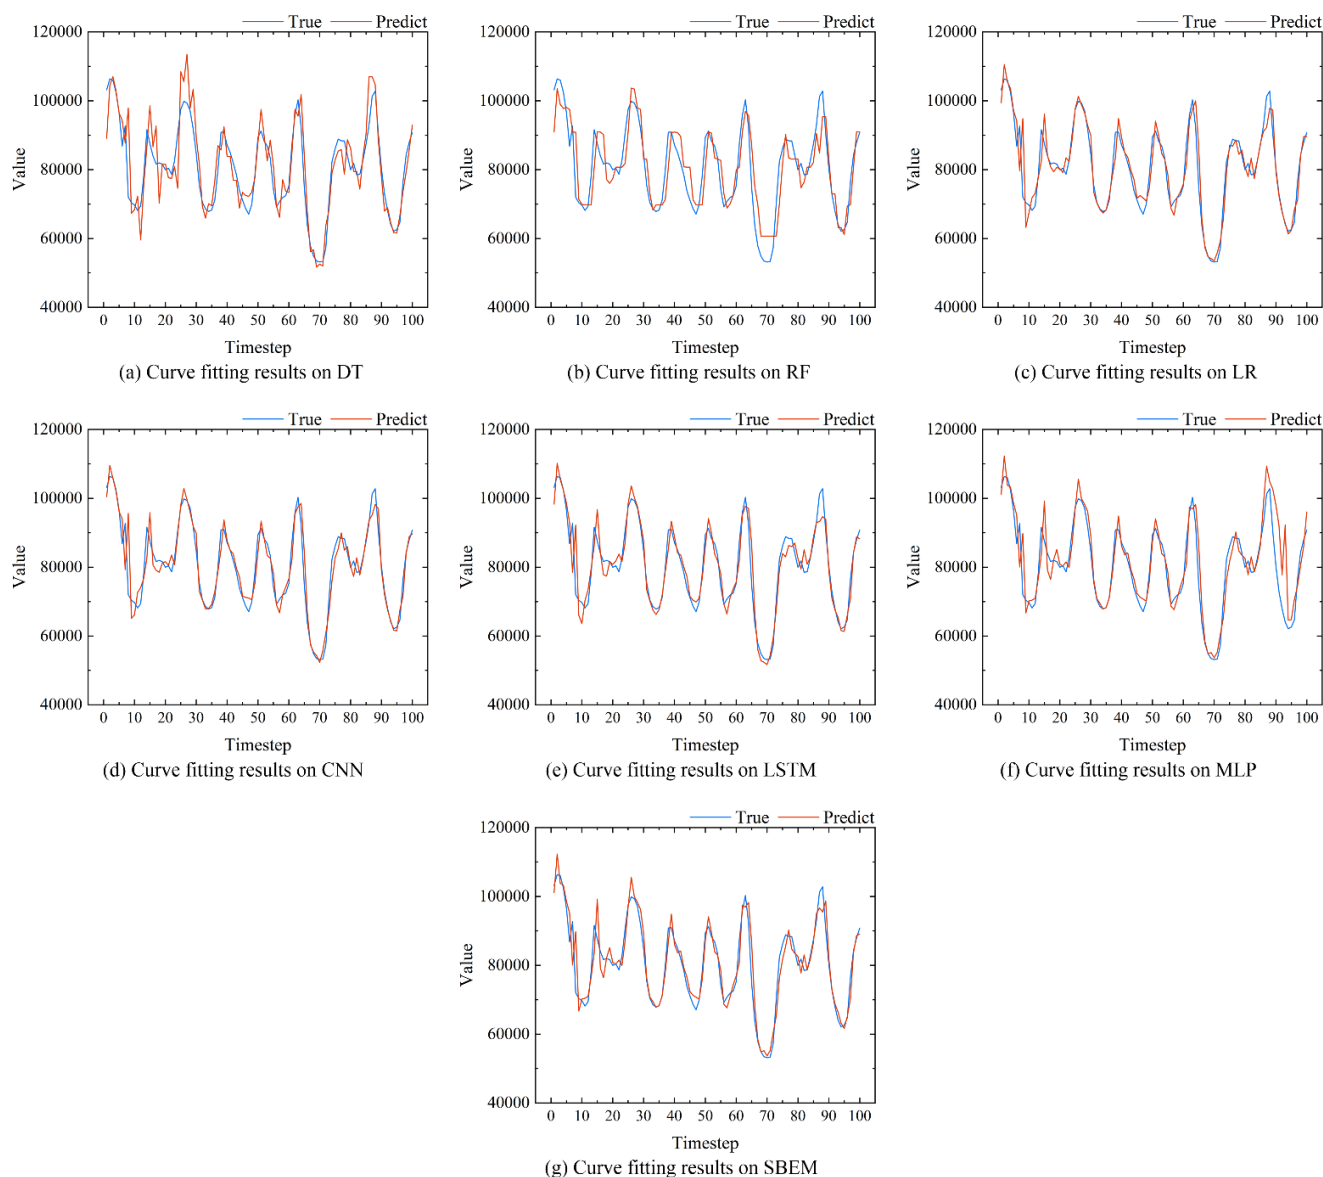 True Predict
120000
100000
80000
60000
40000
Value
0 10 20 30 40 50 60 70 80 90 100
Timestep
(a) Curve fitting results on DT
True Predict
120000
100000
80000
60000
40000
Value
0 10 20 30 40 50 60 70 80 90 100
Timestep
(b) Curve fitting results on RF
True Predict
120000
100000
80000
60000
40000
Value
0 10 20 30 40 50 60 70 80 90 100
Timestep
(c) Curve fitting results on LR
True Predict
120000
100000
80000
60000
40000
Value
0 10 20 30 40 50 60 70 80 90 100
Timestep
(d) Curve fitting results on CNN
True Predict
120000
100000
80000
60000
40000
Value
0 10 20 30 40 50 60 70 80 90 100
Timestep
(e) Curve fitting results on LSTM
True Predict
120000
100000
80000
60000
40000
Value
0 10 20 30 40 50 60 70 80 90 100
Timestep
(f) Curve fitting results on MLP
True Predict
120000
100000
80000
60000
40000
Value
0 10 20 30 40 50 60 70 80 90 100
Timestep
(g) Curve fitting results on SBEM